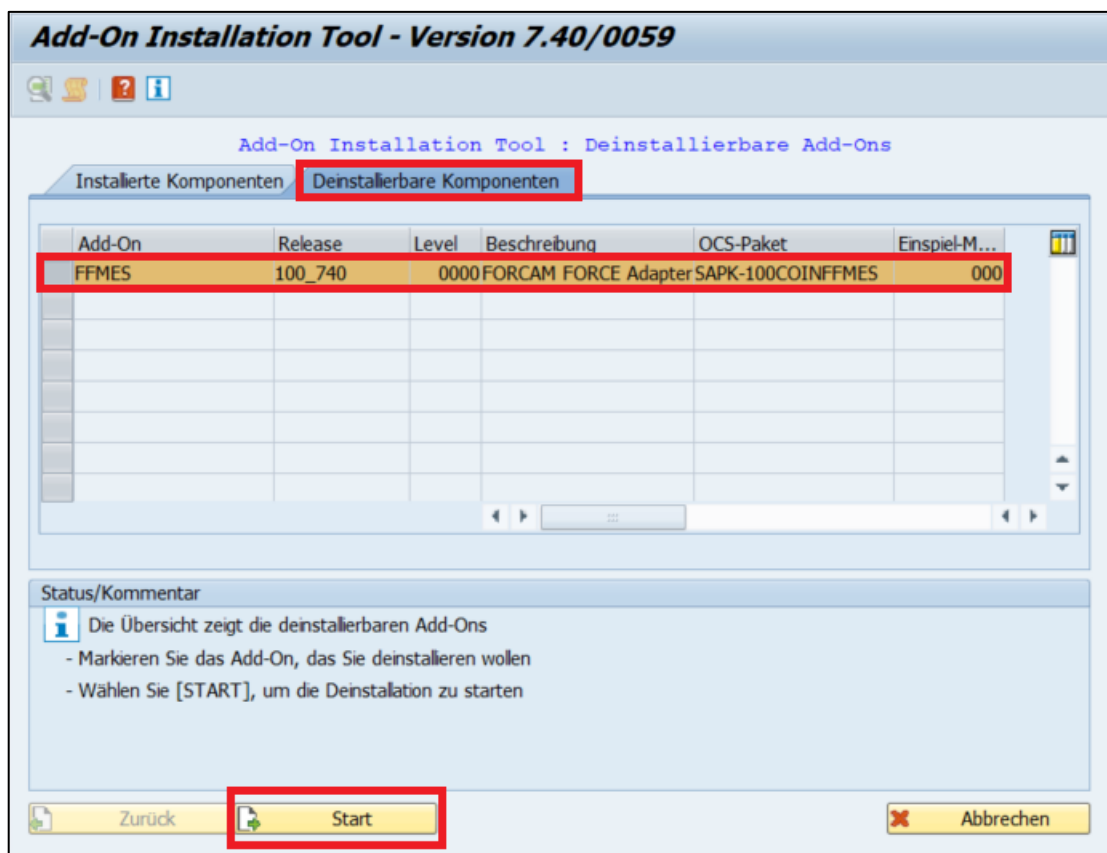 Add-On Installation Tool - Version 7.40/0059
Add-On Installation Tool : Deinstallierbare Add-Ons
Installierte Komponenten Deinstallierbare Komponenten
Add-On Release Level Beschreibung OCS-Paket Einspiel-M...
FFMES 100_740 0000 FORCAM FORCE Adapter SAPK-100COINFFMES 000
Status/Kommentar
Die Übersicht zeigt die deinstallierbaren Add-Ons
- Markieren Sie das Add-On, das Sie deinstallieren wollen
- Wählen Sie [START], um die Deinstallation zu starten
Zurück Start Abbrechen